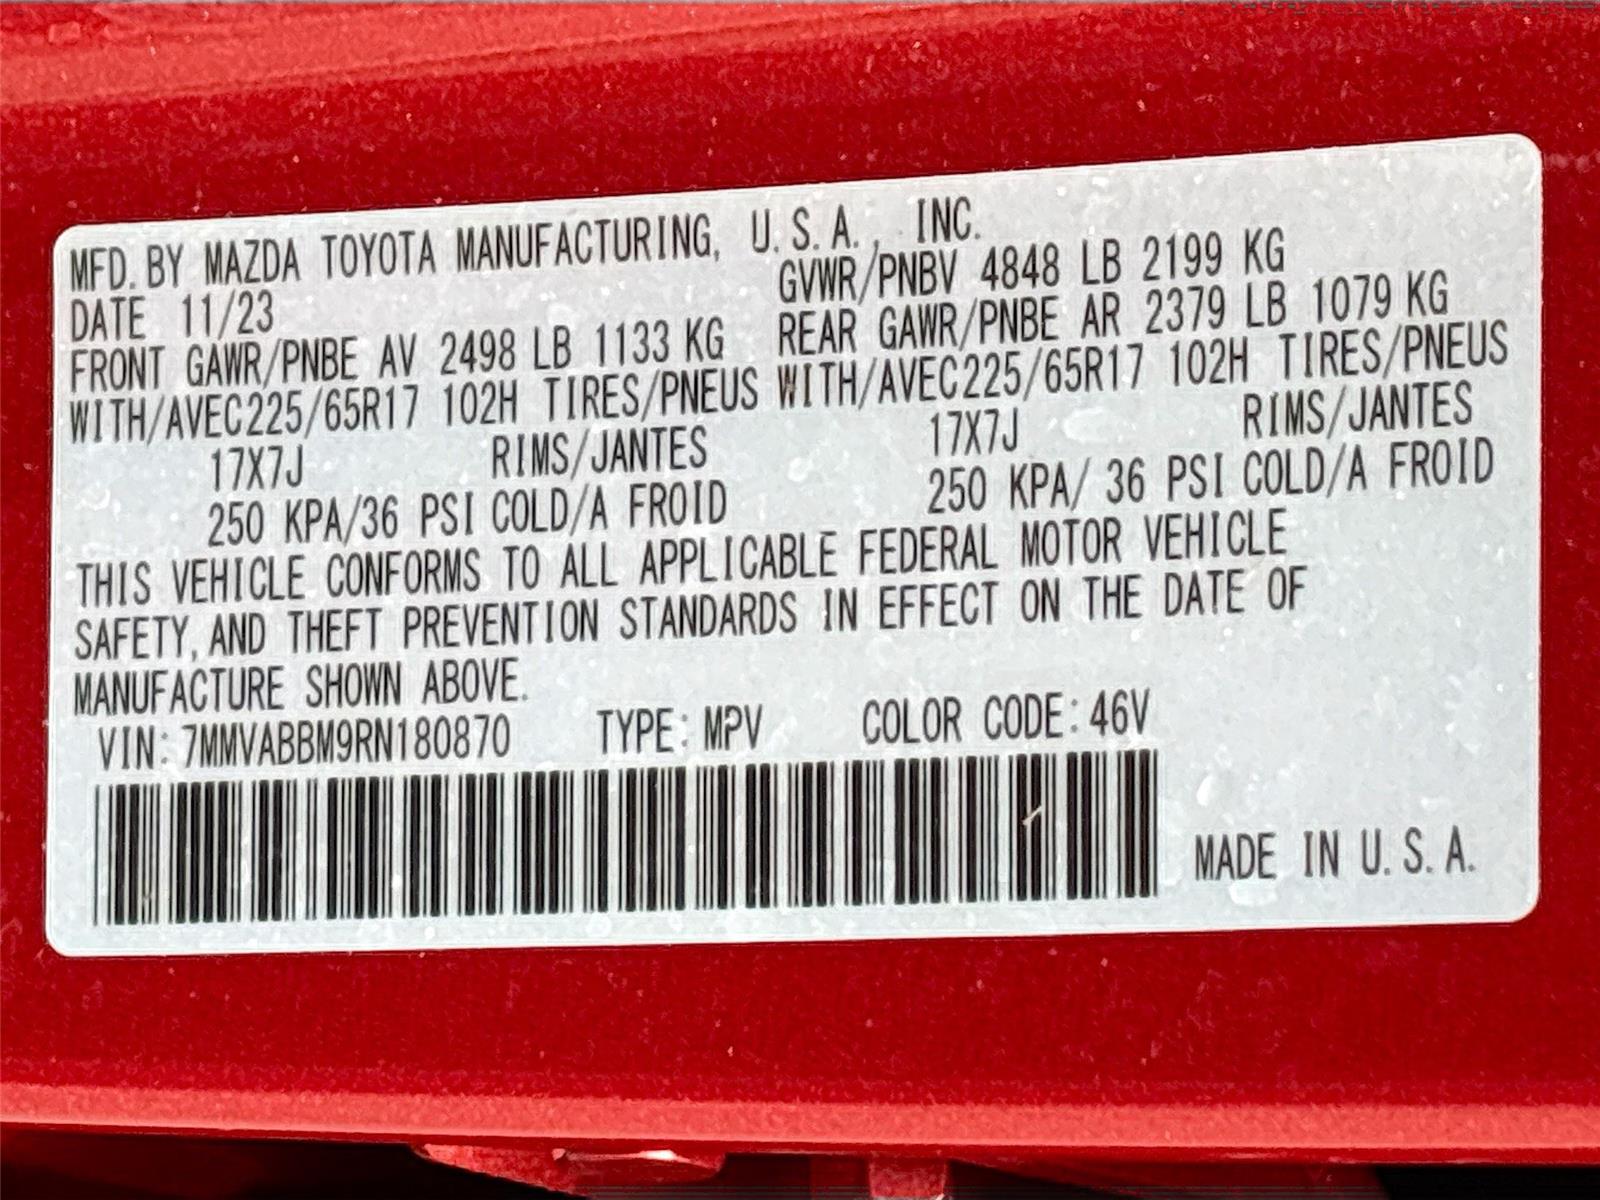 MFD. BY MAZDA TOYOTA MANUFACTURING, U.S.A., INC.
DATE 11/23 GVWR/PNBV 4848 LB 2199 KG
FRONT GAWR/PNBE AV 2498 LB 1133 KG REAR GAWR/PNBE AR 2379 LB 1079 KG
WITH/AVEC225/65R17 102H TIRES/PNEUS WITH/AVEC225/65R17 102H TIRES/PNEUS
17X7J RIMS/JANTES 17X7J RIMS/JANTES
250 KPA/36 PSI COLD/A FROID 250 KPA/ 36 PSI COLD/A FROID
THIS VEHICLE CONFORMS TO ALL APPLICABLE FEDERAL MOTOR VEHICLE
SAFETY, AND THEFT PREVENTION STANDARDS IN EFFECT ON THE DATE OF
MANUFACTURE SHOWN ABOVE.
VIN: 7MMVABBM9RN180870 TYPE: MPV COLOR CODE: 46V
MADE IN U.S.A.